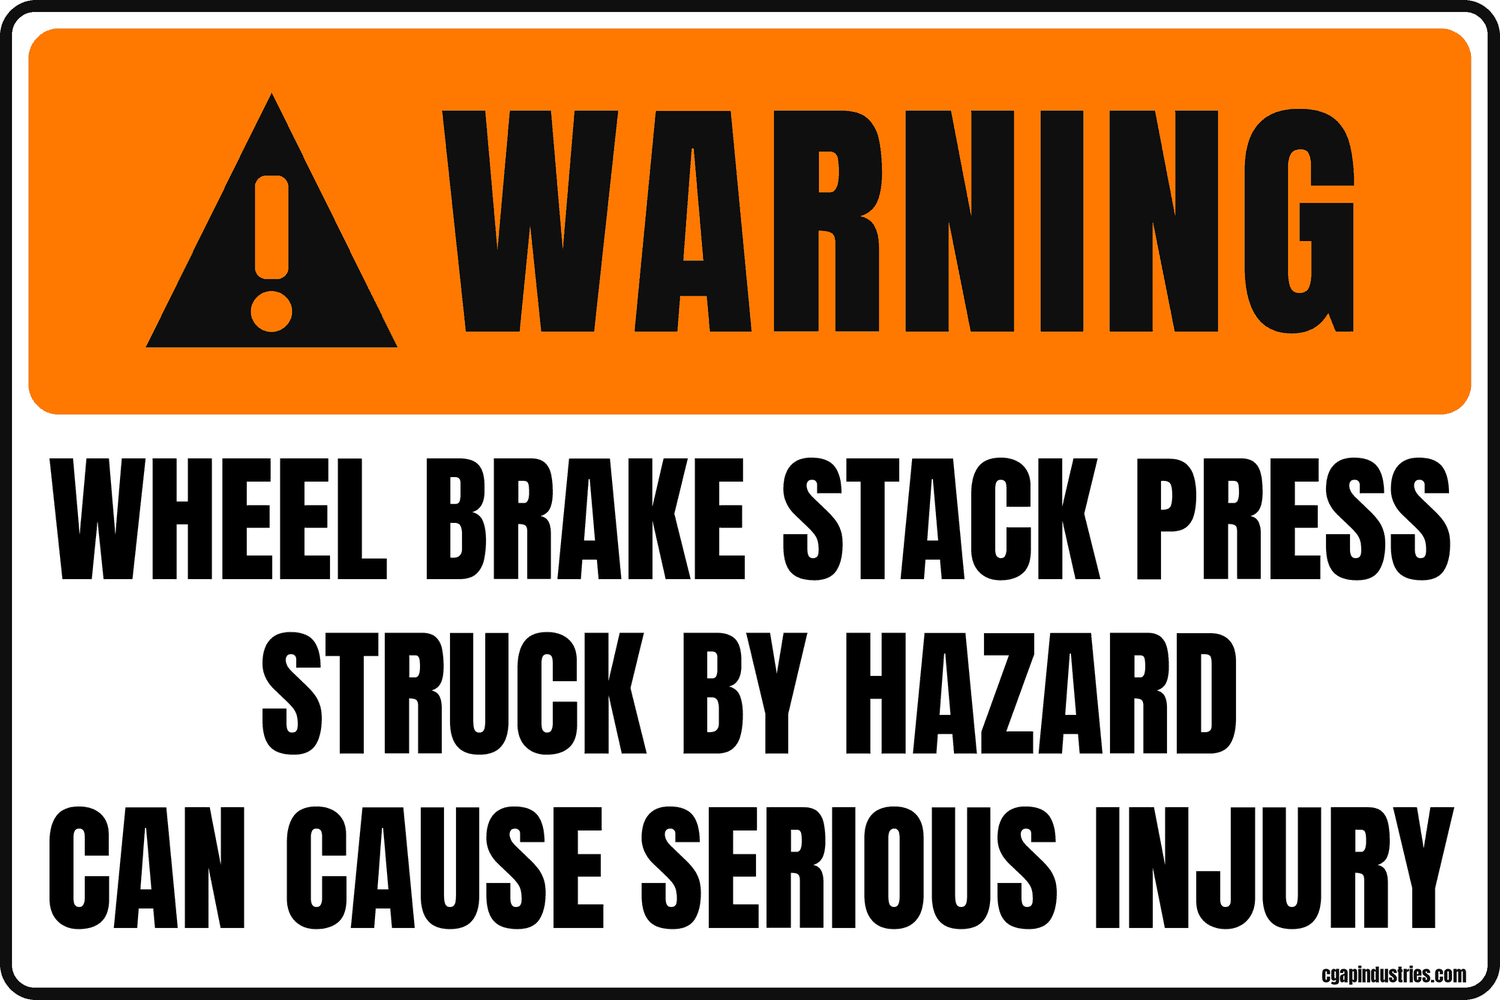 WARNING
WHEEL BRAKE STACK PRESS
STRUCK BY HAZARD
CAN CAUSE SERIOUS INJURY
cgapindustries.com